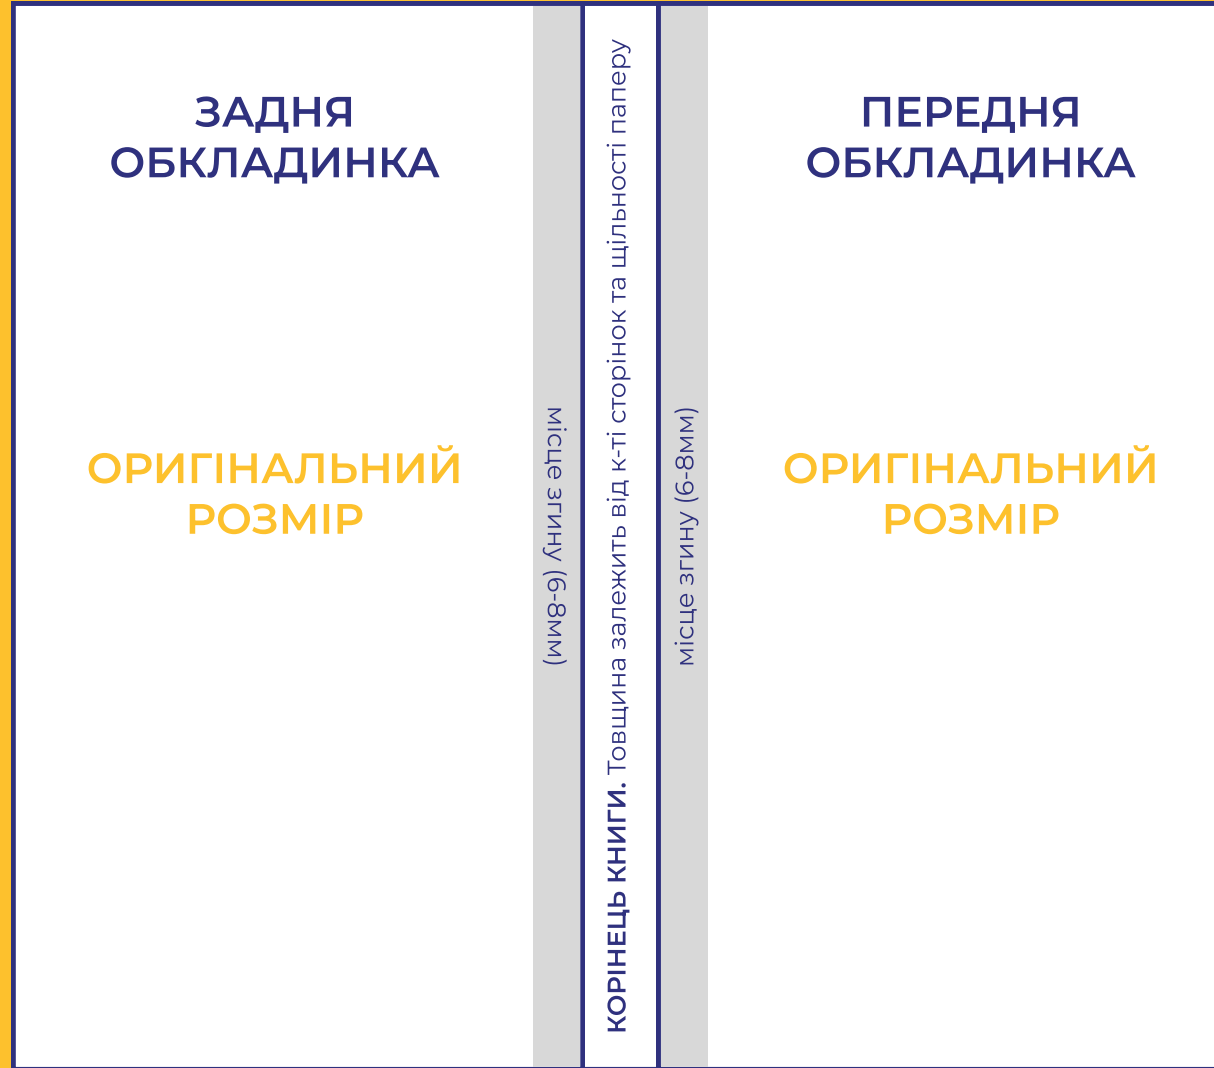 ЗАДНЯ
ОБКЛАДИНКА
ОРИГІНАЛЬНИЙ
РОЗМІР
місце згину (6-8мм)
КОРІНЕЦЬ КНИГИ. Товщина залежить від к-ті сторінок та щільності паперу
місце згину (6-8мм)
ПЕРЕДНЯ
ОБКЛАДИНКА
ОРИГІНАЛЬНИЙ
РОЗМІР